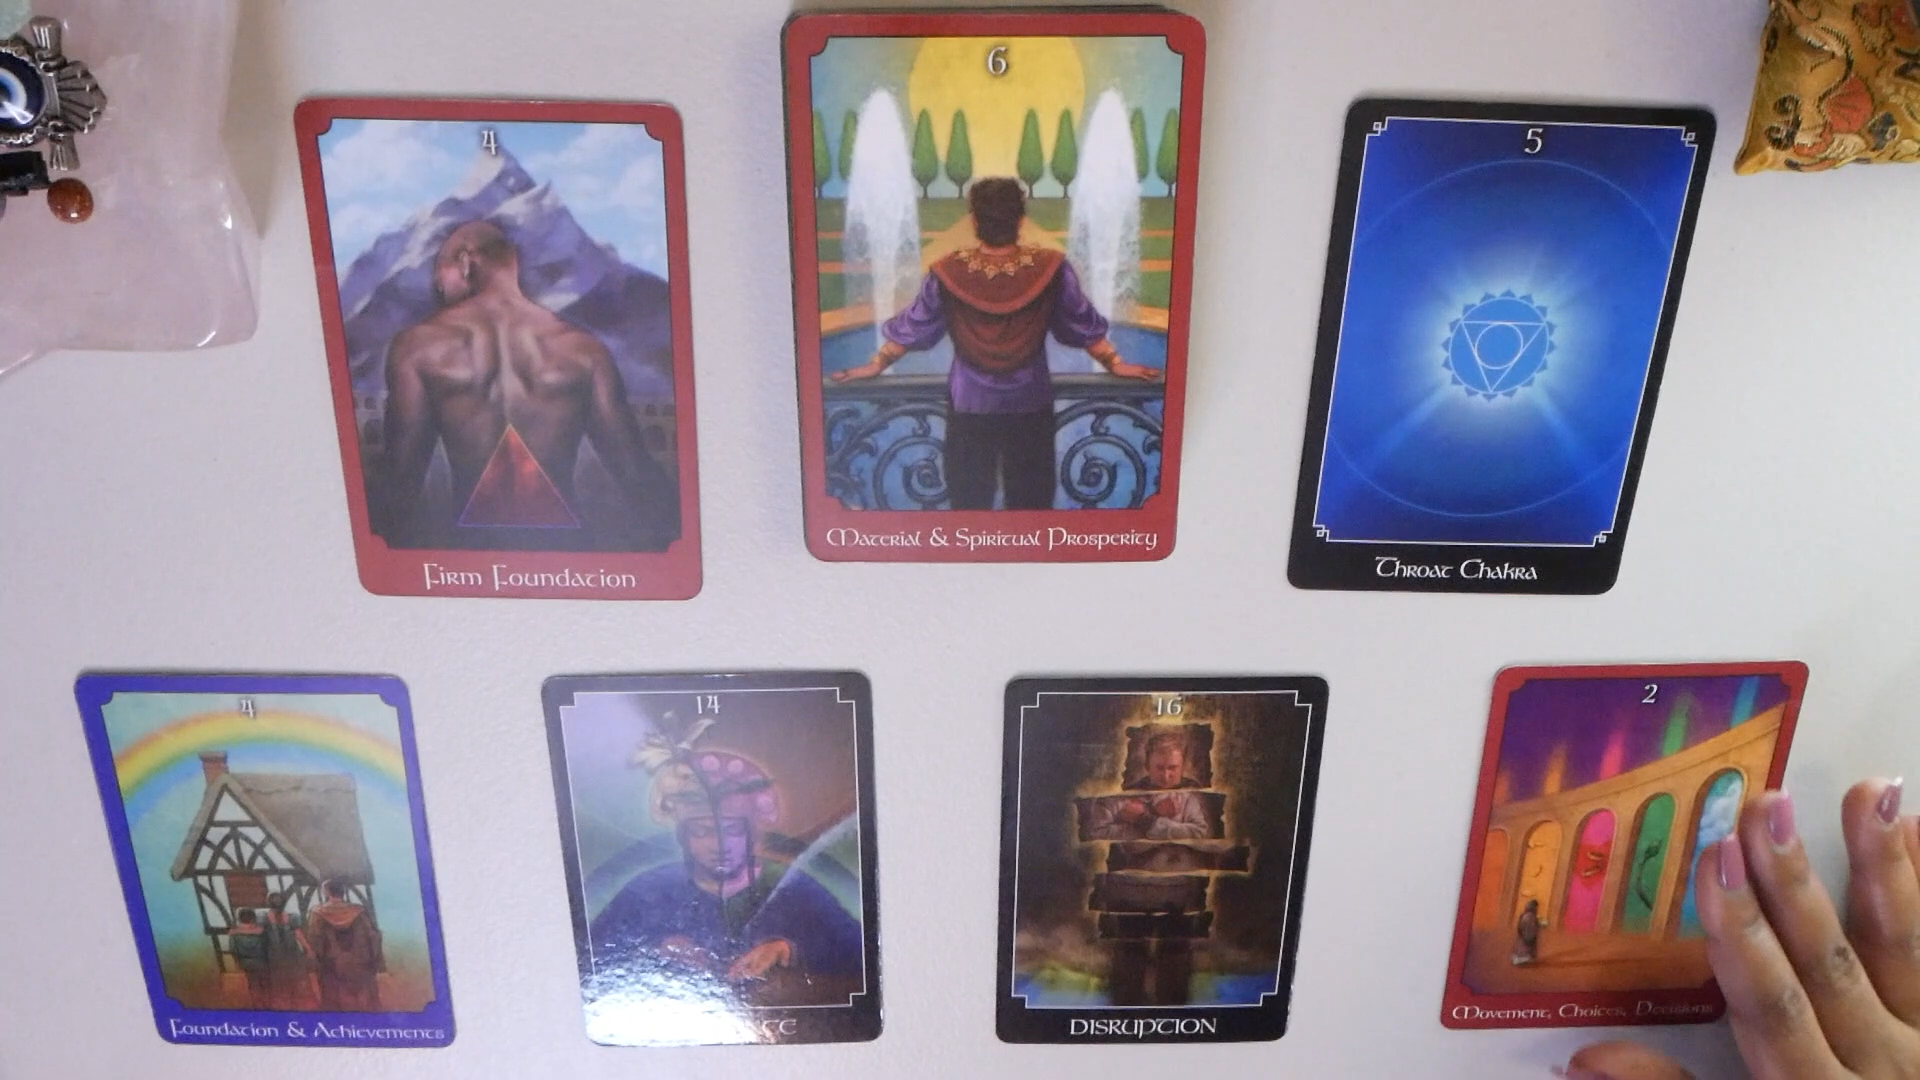 4
Firm Foundation
6
Material & Spiritual Prosperity
5
Throat Chakra
4
Foundation & Achievements
14
16
DISRUPTION
2
Movement, Choices, Decisions